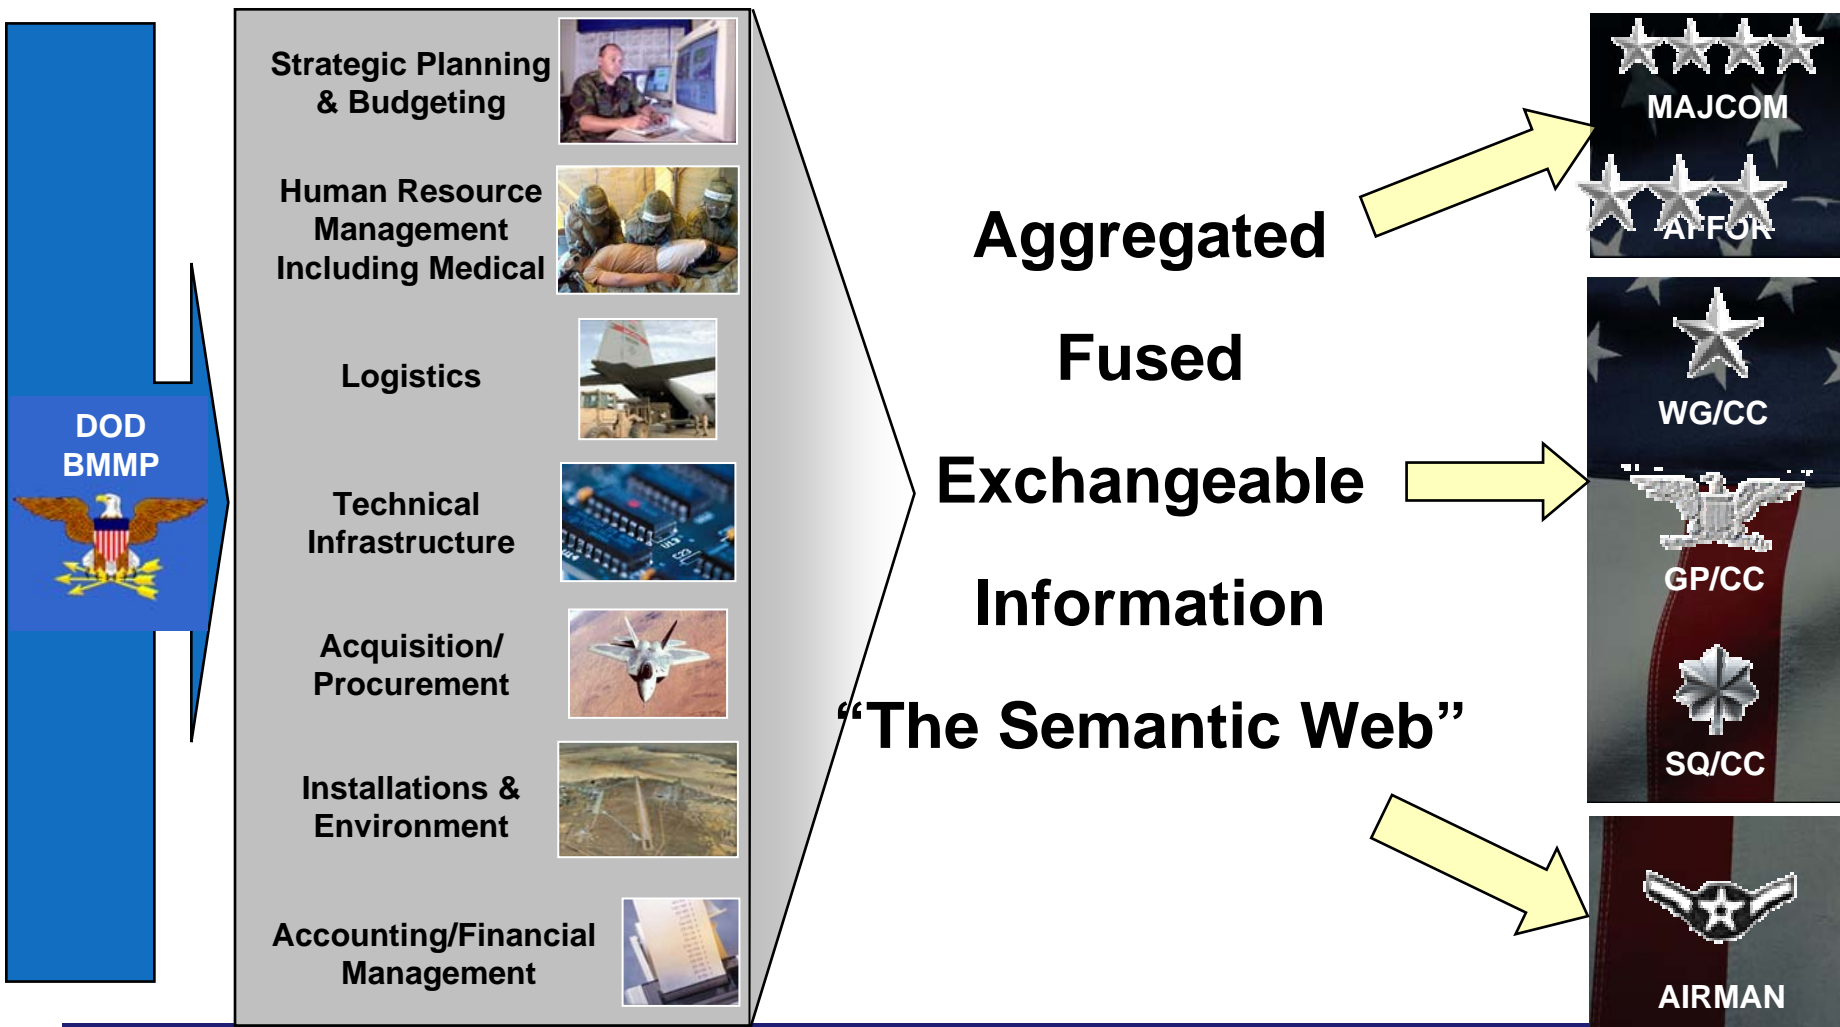 DOD
BMMP
Strategic Planning
& Budgeting
Human Resource
Management
Including Medical
Logistics
Technical
Infrastructure
Acquisition/
Procurement
Installations &
Environment
Accounting/Financial
Management
Aggregated
Fused
Exchangeable
Information
“The Semantic Web”
MAJCOM
AFFOR
WG/CC
GP/CC
SQ/CC
AIRMAN